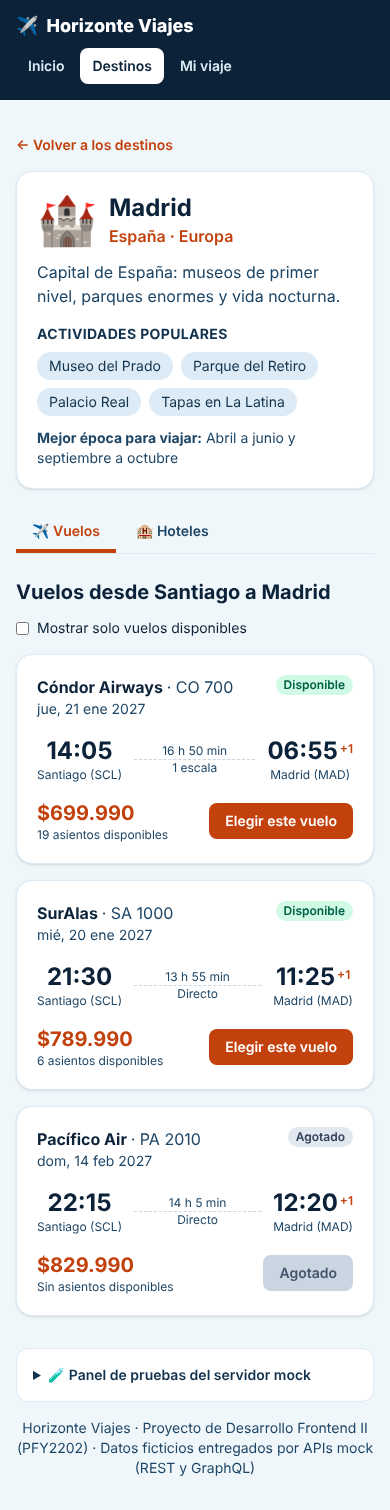 ✈️ Horizonte Viajes
Inicio Destinos Mi viaje
← Volver a los destinos
Madrid
España · Europa
Capital de España: museos de primer
nivel, parques enormes y vida nocturna.
ACTIVIDADES POPULARES
Museo del Prado Parque del Retiro
Palacio Real Tapas en La Latina
Mejor época para viajar: Abril a junio y
septiembre a octubre
✈️ Vuelos 🏨 Hoteles
Vuelos desde Santiago a Madrid
Mostrar solo vuelos disponibles
Cóndor Airways · CO 700 Disponible
jue, 21 ene 2027
14:05 16 h 50 min 06:55 +1
Santiago (SCL) 1 escala Madrid (MAD)
$699.990
19 asientos disponibles Elegir este vuelo
SurAlas · SA 1000 Disponible
mié, 20 ene 2027
21:30 13 h 55 min 11:25 +1
Santiago (SCL) Directo Madrid (MAD)
$789.990
6 asientos disponibles Elegir este vuelo
Pacífico Air · PA 2010 Agotado
dom, 14 feb 2027
22:15 14 h 5 min 12:20 +1
Santiago (SCL) Directo Madrid (MAD)
$829.990
Sin asientos disponibles Agotado
▶ 🧪 Panel de pruebas del servidor mock
Horizonte Viajes · Proyecto de Desarrollo Frontend II
(PFY2202) · Datos ficticios entregados por APIs mock
(REST y GraphQL)